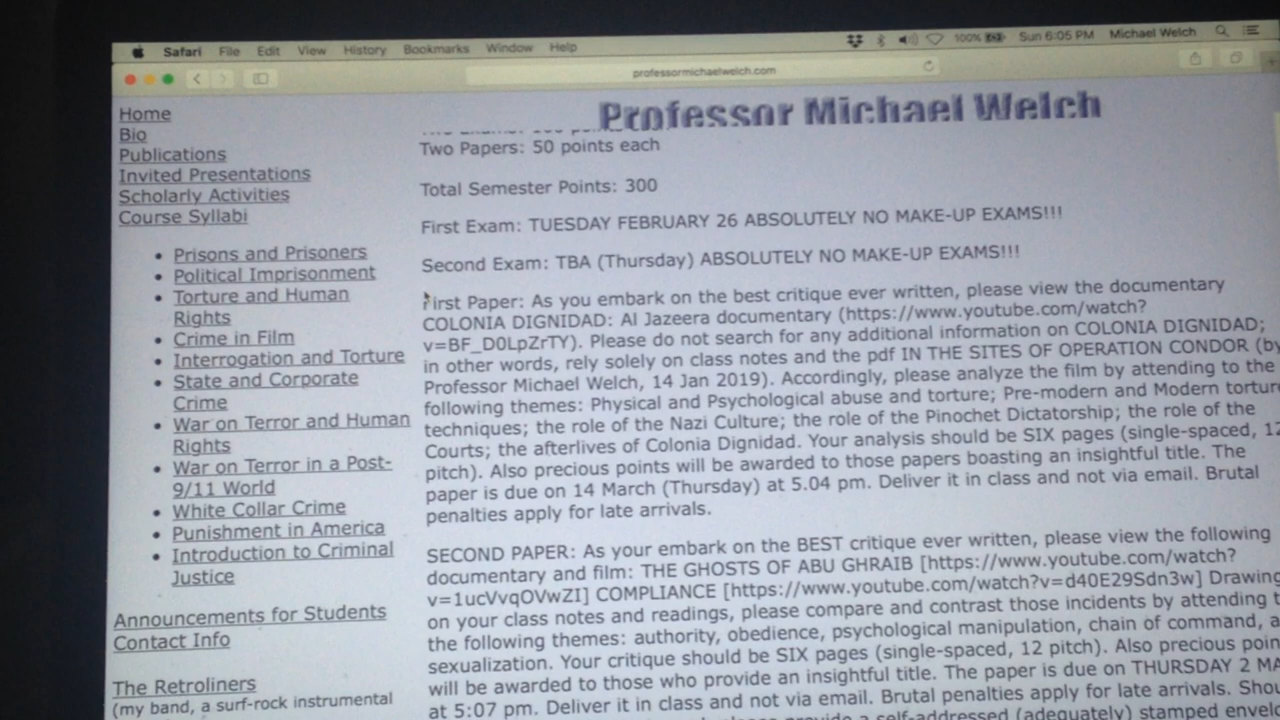 Safari File Edit View History Bookmarks Window Help 100% Sun 6:05 PM Michael Welch
professormichaelwelch.com
Professor Michael Welch
Home
Bio
Publications
Invited Presentations
Scholarly Activities
Course Syllabi
• Prisons and Prisoners
• Political Imprisonment
• Torture and Human
Rights
• Crime in Film
• Interrogation and Torture
• State and Corporate
Crime
• War on Terror and Human
Rights
• War on Terror in a Post-
9/11 World
• White Collar Crime
• Punishment in America
• Introduction to Criminal
Justice
Announcements for Students
Contact Info
The Retroliners
(my band, a surf-rock instrumental
Two Papers: 50 points each
Total Semester Points: 300
First Exam: TUESDAY FEBRUARY 26 ABSOLUTELY NO MAKE-UP EXAMS!!!
Second Exam: TBA (Thursday) ABSOLUTELY NO MAKE-UP EXAMS!!!
First Paper: As you embark on the best critique ever written, please view the documentary
COLONIA DIGNIDAD: Al Jazeera documentary (https://www.youtube.com/watch?
v=BF_D0LpZrTY). Please do not search for any additional information on COLONIA DIGNIDAD;
in other words, rely solely on class notes and the pdf IN THE SITES OF OPERATION CONDOR (by
Professor Michael Welch, 14 Jan 2019). Accordingly, please analyze the film by attending to the
following themes: Physical and Psychological abuse and torture; Pre-modern and Modern torture
techniques; the role of the Nazi Culture; the role of the Pinochet Dictatorship; the role of the
Courts; the afterlives of Colonia Dignidad. Your analysis should be SIX pages (single-spaced, 12
pitch). Also precious points will be awarded to those papers boasting an insightful title. The
paper is due on 14 March (Thursday) at 5.04 pm. Deliver it in class and not via email. Brutal
penalties apply for late arrivals.
SECOND PAPER: As your embark on the BEST critique ever written, please view the following
documentary and film: THE GHOSTS OF ABU GHRAIB [https://www.youtube.com/watch?
v=1ucVvqOVwZI] COMPLIANCE [https://www.youtube.com/watch?v=d40E29Sdn3w] Drawing
on your class notes and readings, please compare and contrast those incidents by attending
the following themes: authority, obedience, psychological manipulation, chain of command,
sexualization. Your critique should be SIX pages (single-spaced, 12 pitch). Also precious
will be awarded to those who provide an insightful title. The paper is due on THURSDAY 2
at 5:07 pm. Deliver it in class and not via email. Brutal penalties apply for late arrivals.
a self-addressed (adequately) stamped